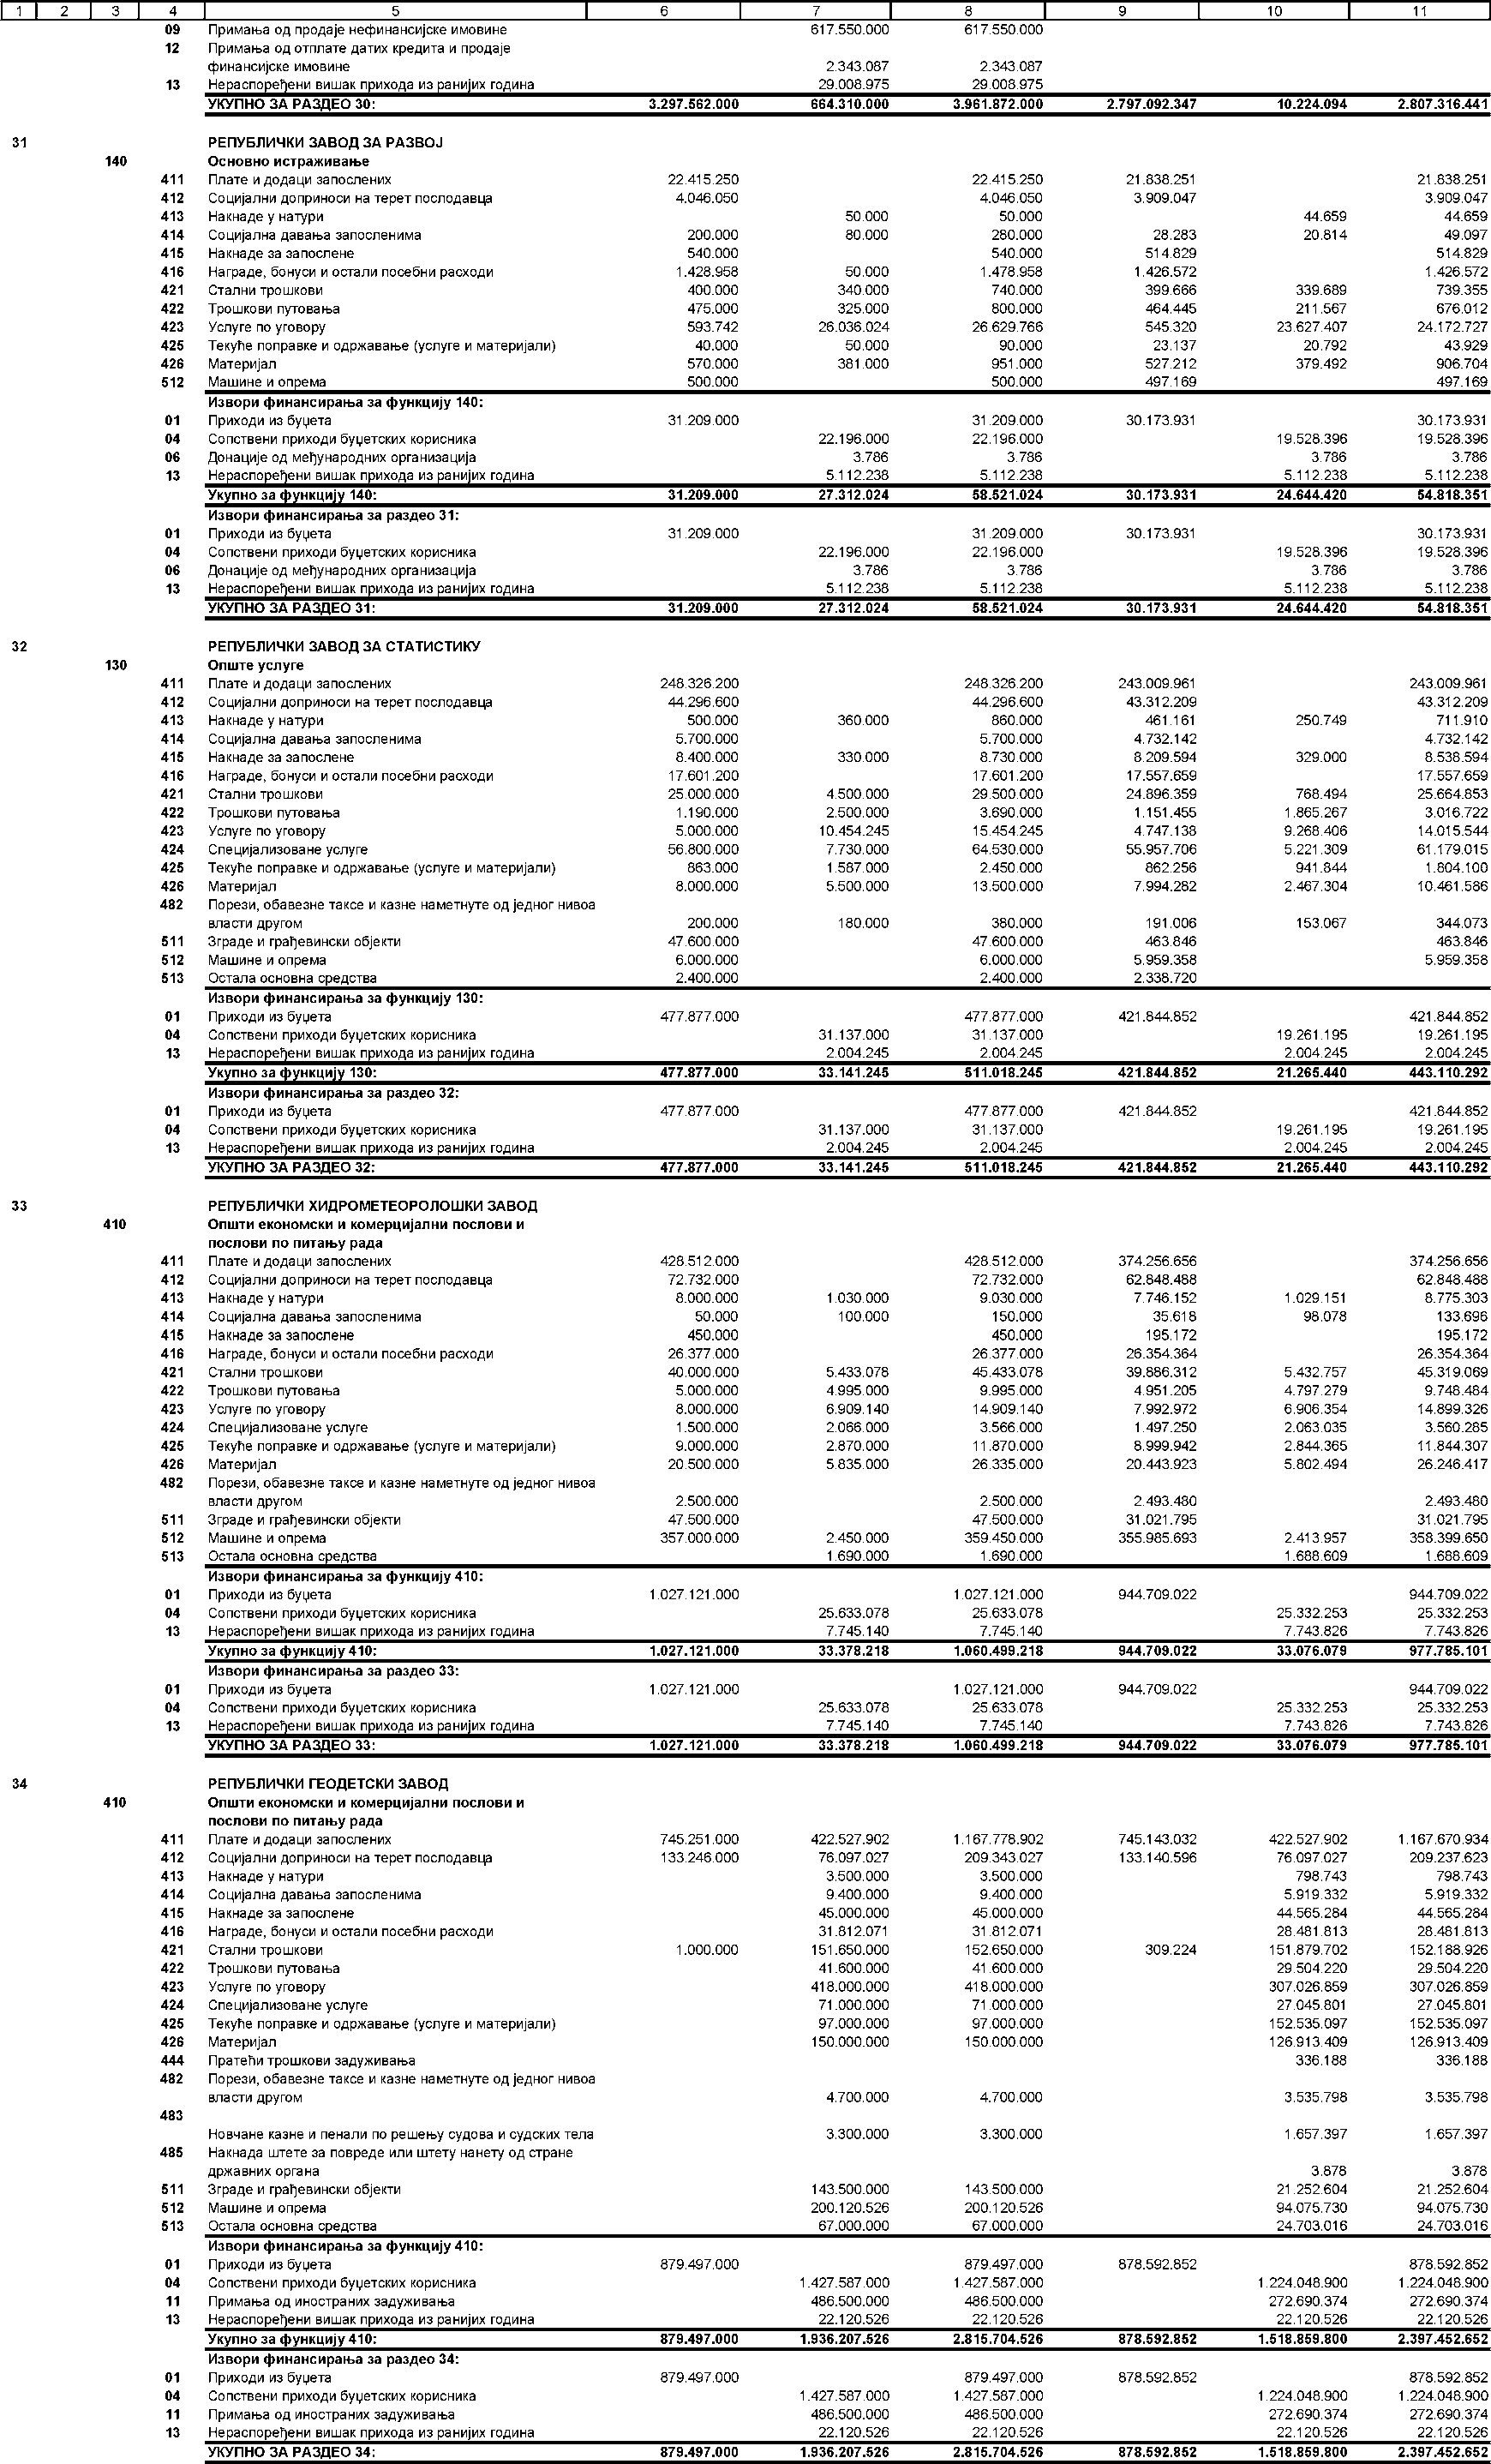 1 2 3 4 5 6 7 8 9 10 11
09 Примања од продаје нефинансијске имовине 617.550.000 617.550.000
12 Примања од отплате датих кредита и продаје
финансијске имовине 2.343.087 2.343.087
13 Нераспоређени вишак прихода из ранијих година 29.008.975 29.008.975
УКУПНО ЗА РАЗДЕО 30: 3.297.562.000 664.310.000 3.961.872.000 2.797.092.347 10.224.094 2.807.316.441
31 РЕПУБЛИЧКИ ЗАВОД ЗА РАЗВОЈ
140 Основно истраживање
411 Плате и додаци запослених 22.415.250 22.415.250 21.838.251 21.838.251
412 Социјални доприноси на терет послодавца 4.046.050 4.046.050 3.909.047 3.909.047
413 Накнаде у натури 50.000 50.000 44.659 44.659
414 Социјална давања запосленима 200.000 80.000 280.000 28.283 20.814 49.097
415 Накнаде за запослене 540.000 540.000 514.829 514.829
416 Награде, бонуси и остали посебни расходи 1.428.958 50.000 1.478.958 1.426.572 1.426.572
421 Стални трошкови 400.000 340.000 740.000 399.666 339.689 739.355
422 Трошкови путовања 475.000 325.000 800.000 464.445 211.567 676.012
423 Услуге по уговору 593.742 26.036.024 26.629.766 545.320 23.627.407 24.172.727
425 Текуће поправке и одржавање (услуге и материјали) 40.000 50.000 90.000 23.137 20.792 43.929
426 Материјал 570.000 381.000 951.000 527.212 379.492 906.704
512 Машине и опрема 500.000 500.000 497.169 497.169
Извори финансирања за функцију 140:
01 Приходи из буџета 31.209.000 31.209.000 30.173.931 30.173.931
04 Сопствени приходи буџетских корисника 22.196.000 22.196.000 19.528.396 19.528.396
06 Донације од међународних организација 3.786 3.786 3.786 3.786
13 Нераспоређени вишак прихода из ранијих година 5.112.238 5.112.238 5.112.238 5.112.238
Укупно за функцију 140: 31.209.000 27.312.024 58.521.024 30.173.931 24.644.420 54.818.351
Извори финансирања за раздео 31:
01 Приходи из буџета 31.209.000 31.209.000 30.173.931 30.173.931
04 Сопствени приходи буџетских корисника 22.196.000 22.196.000 19.528.396 19.528.396
06 Донације од међународних организација 3.786 3.786 3.786 3.786
13 Нераспоређени вишак прихода из ранијих година 5.112.238 5.112.238 5.112.238 5.112.238
УКУПНО ЗА РАЗДЕО 31: 31.209.000 27.312.024 58.521.024 30.173.931 24.644.420 54.818.351
32 РЕПУБЛИЧКИ ЗАВОД ЗА СТАТИСТИКУ
130 Опште услуге
411 Плате и додаци запослених 248.326.200 248.326.200 243.009.961 243.009.961
412 Социјални доприноси на терет послодавца 44.296.600 44.296.600 43.312.209 43.312.209
413 Накнаде у натури 500.000 360.000 860.000 461.161 250.749 711.910
414 Социјална давања запосленима 5.700.000 5.700.000 4.732.142 4.732.142
415 Накнаде за запослене 8.400.000 330.000 8.730.000 8.209.594 329.000 8.538.594
416 Награде, бонуси и остали посебни расходи 17.601.200 17.601.200 17.557.659 17.557.659
421 Стални трошкови 25.000.000 4.500.000 29.500.000 24.896.359 768.494 25.664.853
422 Трошкови путовања 1.190.000 2.500.000 3.690.000 1.151.455 1.865.267 3.016.722
423 Услуге по уговору 5.000.000 10.454.245 15.454.245 4.747.138 9.268.406 14.015.544
424 Специјализоване услуге 56.800.000 7.730.000 64.530.000 55.957.706 5.221.309 61.179.015
425 Текуће поправке и одржавање (услуге и материјали) 863.000 1.587.000 2.450.000 862.256 941.844 1.804.100
426 Материјал 8.000.000 5.500.000 13.500.000 7.994.282 2.467.304 10.461.586
482 Порези, обавезне таксе и казне наметнуте од једног нивоа
власти другом 200.000 180.000 380.000 191.006 153.067 344.073
511 Зграде и грађевински објекти 47.600.000 47.600.000 463.846 463.846
512 Машине и опрема 6.000.000 6.000.000 5.959.358 5.959.358
513 Остала основна средства 2.400.000 2.400.000 2.338.720
Извори финансирања за функцију 130:
01 Приходи из буџета 477.877.000 477.877.000 421.844.852 421.844.852
04 Сопствени приходи буџетских корисника 31.137.000 31.137.000 19.261.195 19.261.195
13 Нераспоређени вишак прихода из ранијих година 2.004.245 2.004.245 2.004.245 2.004.245
Укупно за функцију 130: 477.877.000 33.141.245 511.018.245 421.844.852 21.265.440 443.110.292
Извори финансирања за раздео 32:
01 Приходи из буџета 477.877.000 477.877.000 421.844.852 421.844.852
04 Сопствени приходи буџетских корисника 31.137.000 31.137.000 19.261.195 19.261.195
13 Нераспоређени вишак прихода из ранијих година 2.004.245 2.004.245 2.004.245 2.004.245
УКУПНО ЗА РАЗДЕО 32: 477.877.000 33.141.245 511.018.245 421.844.852 21.265.440 443.110.292
33 РЕПУБЛИЧКИ ХИДРОМЕТЕОРОЛОШКИ ЗАВОД
410 Општи економски и комерцијални послови и
послови по питању рада
411 Плате и додаци запослених 428.512.000 428.512.000 374.256.656 374.256.656
412 Социјални доприноси на терет послодавца 72.732.000 72.732.000 62.848.488 62.848.488
413 Накнаде у натури 8.000.000 1.030.000 9.030.000 7.746.152 1.029.151 8.775.303
414 Социјална давања запосленима 50.000 100.000 150.000 35.618 98.078 133.696
415 Накнаде за запослене 450.000 450.000 195.172 195.172
416 Награде, бонуси и остали посебни расходи 26.377.000 26.377.000 26.354.364 26.354.364
421 Стални трошкови 40.000.000 5.433.078 45.433.078 39.886.312 5.432.757 45.319.069
422 Трошкови путовања 5.000.000 4.995.000 9.995.000 4.951.205 4.797.279 9.748.484
423 Услуге по уговору 8.000.000 6.909.140 14.909.140 7.992.972 6.906.354 14.899.326
424 Специјализоване услуге 1.500.000 2.066.000 3.566.000 1.497.250 2.063.035 3.560.285
425 Текуће поправке и одржавање (услуге и материјали) 9.000.000 2.870.000 11.870.000 8.999.942 2.844.365 11.844.307
426 Материјал 20.500.000 5.835.000 26.335.000 20.443.923 5.802.494 26.246.417
482 Порези, обавезне таксе и казне наметнуте од једног нивоа
власти другом 2.500.000 2.500.000 2.493.480 2.493.480
511 Зграде и грађевински објекти 47.500.000 47.500.000 31.021.795 31.021.795
512 Машине и опрема 357.000.000 2.450.000 359.450.000 355.985.693 2.413.957 358.399.650
513 Остала основна средства 1.690.000 1.690.000 1.688.609 1.688.609
Извори финансирања за функцију 410:
01 Приходи из буџета 1.027.121.000 1.027.121.000 944.709.022 944.709.022
04 Сопствени приходи буџетских корисника 25.633.078 25.633.078 25.332.253 25.332.253
13 Нераспоређени вишак прихода из ранијих година 7.745.140 7.745.140 7.743.826 7.743.826
Укупно за функцију 410: 1.027.121.000 33.378.218 1.060.499.218 944.709.022 33.076.079 977.785.101
Извори финансирања за раздео 33:
01 Приходи из буџета 1.027.121.000 1.027.121.000 944.709.022 944.709.022
04 Сопствени приходи буџетских корисника 25.633.078 25.633.078 25.332.253 25.332.253
13 Нераспоређени вишак прихода из ранијих година 7.745.140 7.745.140 7.743.826 7.743.826
УКУПНО ЗА РАЗДЕО 33: 1.027.121.000 33.378.218 1.060.499.218 944.709.022 33.076.079 977.785.101
34 РЕПУБЛИЧКИ ГЕОДЕТСКИ ЗАВОД
410 Општи економски и комерцијални послови и
послови по питању рада
411 Плате и додаци запослених 745.251.000 422.527.902 1.167.778.902 745.143.032 422.527.902 1.167.670.934
412 Социјални доприноси на терет послодавца 133.246.000 76.097.027 209.343.027 133.140.596 76.097.027 209.237.623
413 Накнаде у натури 3.500.000 3.500.000 798.743 798.743
414 Социјална давања запосленима 9.400.000 9.400.000 5.919.332 5.919.332
415 Накнаде за запослене 45.000.000 45.000.000 44.565.284 44.565.284
416 Награде, бонуси и остали посебни расходи 31.812.071 31.812.071 28.481.813 28.481.813
421 Стални трошкови 1.000.000 151.650.000 152.650.000 309.224 151.879.702 152.188.926
422 Трошкови путовања 41.600.000 41.600.000 29.504.220 29.504.220
423 Услуге по уговору 418.000.000 418.000.000 307.026.859 307.026.859
424 Специјализоване услуге 71.000.000 71.000.000 27.045.801 27.045.801
425 Текуће поправке и одржавање (услуге и материјали) 97.000.000 97.000.000 152.535.097 152.535.097
426 Материјал 150.000.000 150.000.000 126.913.409 126.913.409
444 Пратећи трошкови задуживања 336.188 336.188
482 Порези, обавезне таксе и казне наметнуте од једног нивоа
власти другом 4.700.000 4.700.000 3.535.798 3.535.798
483
Новчане казне и пенали по решењу судова и судских тела 3.300.000 3.300.000 1.657.397 1.657.397
485 Накнада штете за повреде или штету нанету од стране
државних органа 3.878 3.878
511 Зграде и грађевински објекти 143.500.000 143.500.000 21.252.604 21.252.604
512 Машине и опрема 200.120.526 200.120.526 94.075.730 94.075.730
513 Остала основна средства 67.000.000 67.000.000 24.703.016 24.703.016
Извори финансирања за функцију 410:
01 Приходи из буџета 879.497.000 879.497.000 878.592.852 878.592.852
04 Сопствени приходи буџетских корисника 1.427.587.000 1.427.587.000 1.224.048.900 1.224.048.900
11 Примања од иностраних задуживања 486.500.000 486.500.000 272.690.374 272.690.374
13 Нераспоређени вишак прихода из ранијих година 22.120.526 22.120.526 22.120.526 22.120.526
Укупно за функцију 410: 879.497.000 1.936.207.526 2.815.704.526 878.592.852 1.518.859.800 2.397.452.652
Извори финансирања за раздео 34:
01 Приходи из буџета 879.497.000 879.497.000 878.592.852 878.592.852
04 Сопствени приходи буџетских корисника 1.427.587.000 1.427.587.000 1.224.048.900 1.224.048.900
11 Примања од иностраних задуживања 486.500.000 486.500.000 272.690.374 272.690.374
13 Нераспоређени вишак прихода из ранијих година 22.120.526 22.120.526 22.120.526 22.120.526
УКУПНО ЗА РАЗДЕО 34: 879.497.000 1.936.207.526 2.815.704.526 878.592.852 1.518.859.800 2.397.452.652